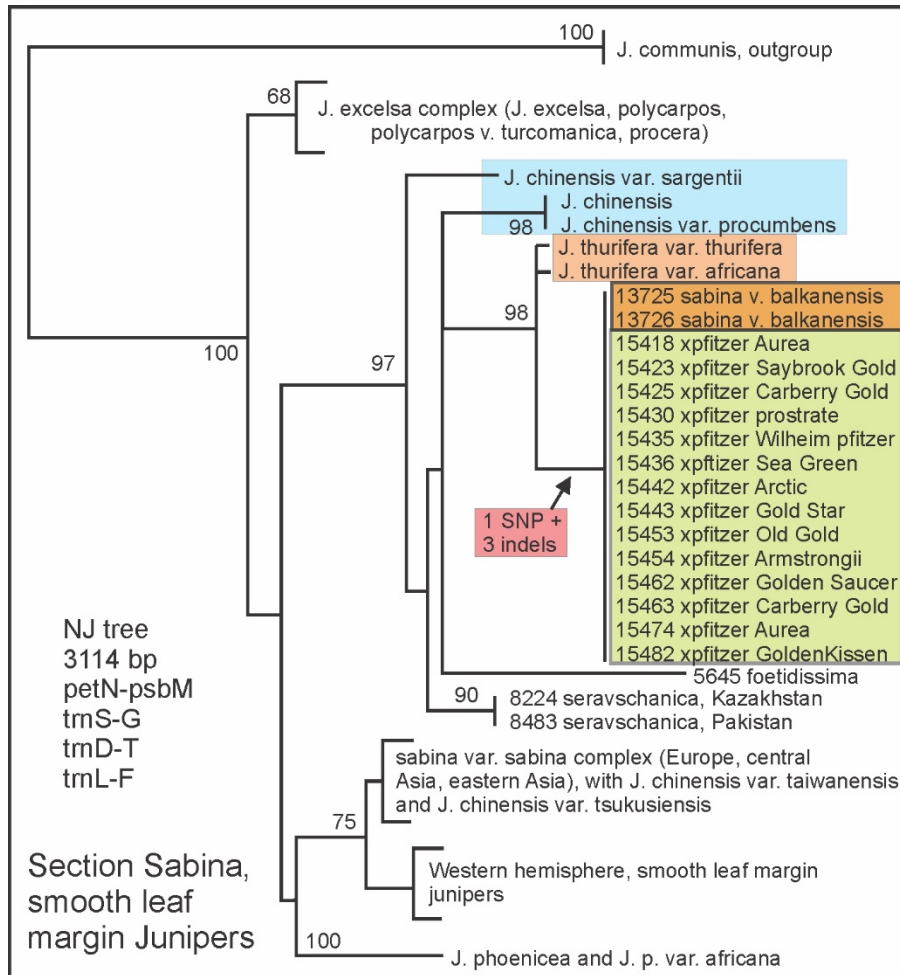 100
J. communis, outgroup
68
J. excelsa complex (J. excelsa, polycarpos,
polycarpos v. turcomanica, procera)
J. chinensis var. sargentii
J. chinensis
98
J. chinensis var. procumbens
J. thurifera var. thurifera
J. thurifera var. africana
98
13725 sabina v. balkanensis
13726 sabina v. balkanensis
15418 xpfitzer Aurea
15423 xpfitzer Saybrook Gold
15425 xpfitzer Carberry Gold
15430 xpfitzer prostrate
15435 xpfitzer Wilheim pfitzer
15436 xpftizer Sea Green
15442 xpfitzer Arctic
15443 xpfitzer Gold Star
15453 xpfitzer Old Gold
15454 xpfitzer Armstrongii
15462 xpfitzer Golden Saucer
15463 xpfitzer Carberry Gold
15474 xpfitzer Aurea
15482 xpfitzer GoldenKissen
100
97
1 SNP +
3 indels
5645 foetidissima
90
8224 seravschanica, Kazakhstan
8483 seravschanica, Pakistan
NJ tree
3114 bp
petN-psbM
trnS-G
trnD-T
trnL-F
sabina var. sabina complex (Europe, central
Asia, eastern Asia), with J. chinensis var. taiwanensis
and J. chinensis var. tsukusiensis
75
Western hemisphere, smooth leaf margin
junipers
Section Sabina,
smooth leaf
margin Junipers
100
J. phoenicea and J. p. var. africana